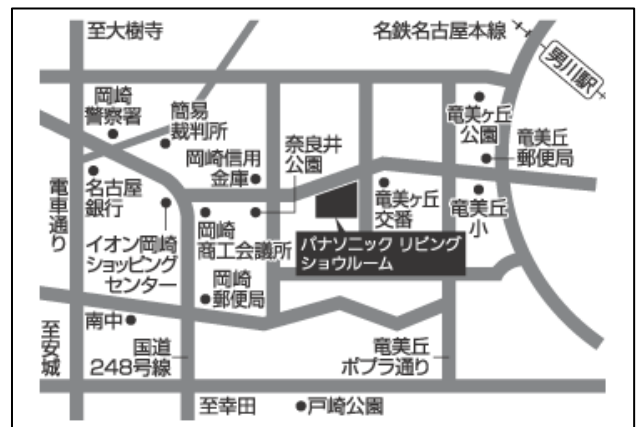 至大樹寺
名鉄名古屋本線
男川駅
岡崎
警察署
簡易
裁判所
奈良井
公園
岡崎信用
金庫
竜美ヶ丘
公園
竜美丘
郵便局
電車通り
名古屋
銀行
イオン岡崎
ショッピング
センター
岡崎
商工会議所
竜美ヶ丘
交番
竜美丘
小
パナソニック リビング
ショウルーム
岡崎
郵便局
至安城
南中
国道
248号線
竜美丘
ポプラ通り
至幸田
戸崎公園